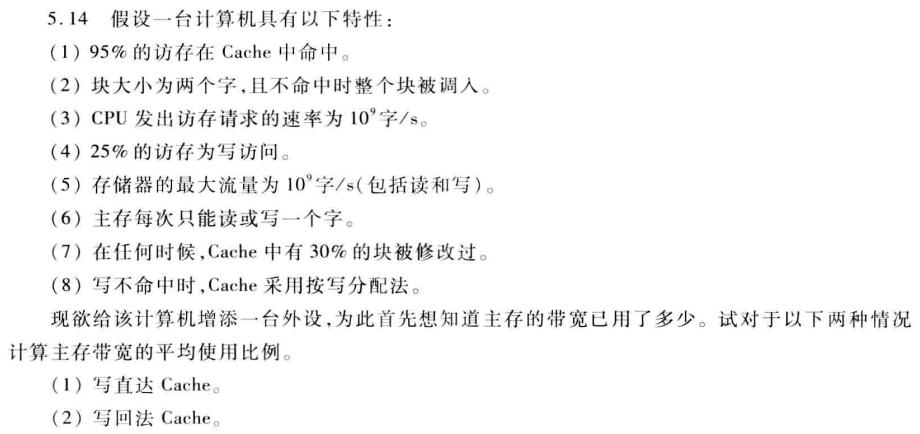 5.14 假设一台计算机具有以下特性：
(1) 95%的访存在 Cache 中命中。
(2) 块大小为两个字,且不命中时整个块被调入。
(3) CPU 发出访存请求的速率为 10⁹字/s。
(4) 25%的访存为写访问。
(5) 存储器的最大流量为 10⁹字/s(包括读和写)。
(6) 主存每次只能读或写一个字。
(7) 在任何时候,Cache 中有 30%的块被修改过。
(8) 写不命中时,Cache 采用按写分配法。
现欲给该计算机增添一台外设,为此首先想知道主存的带宽已用了多少。试对于以下两种情况
计算主存带宽的平均使用比例。
(1) 写直达 Cache。
(2) 写回法 Cache。